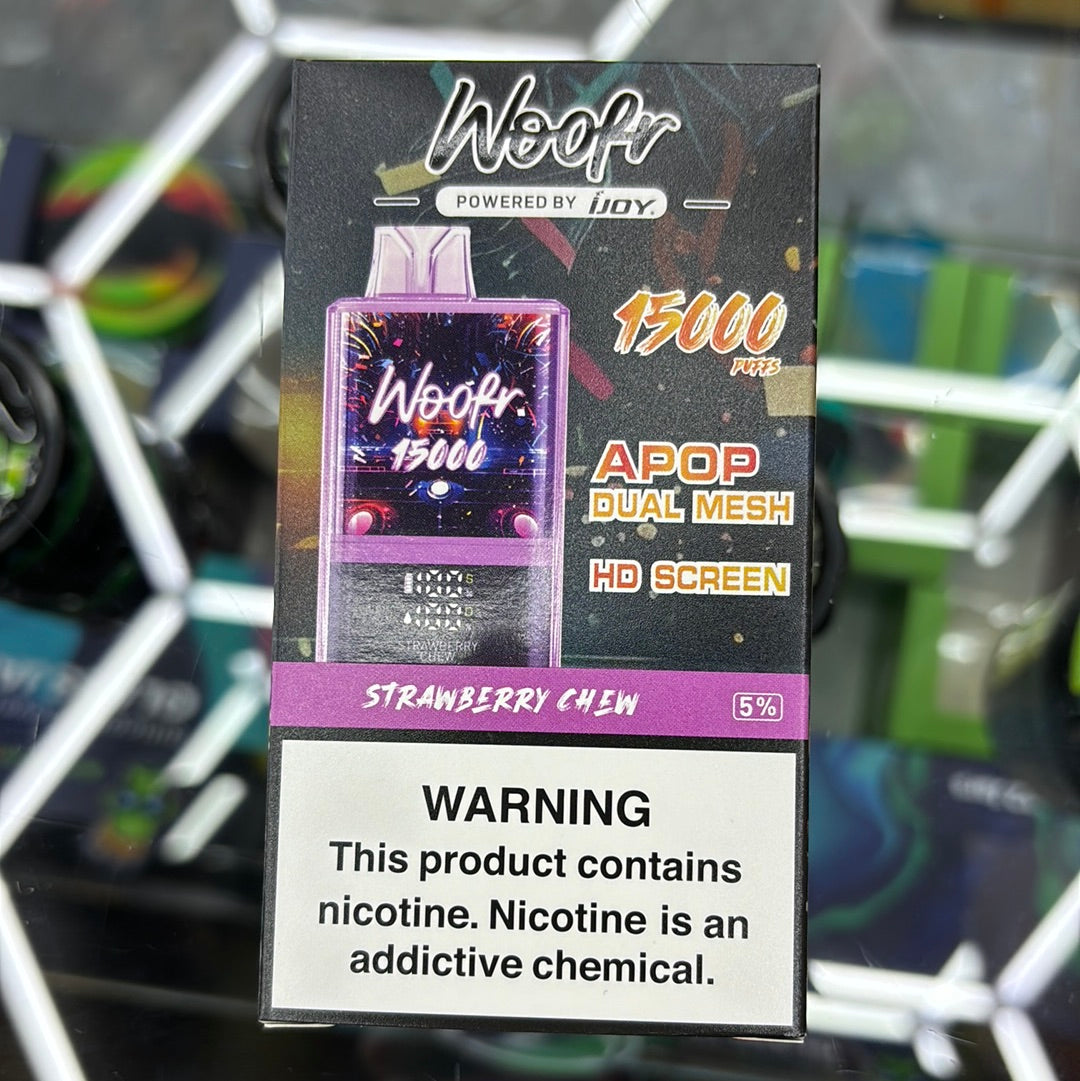 Woofr
POWERED BY iJOY.
15000
PUFFS
Woofr
15000
APOP
DUAL MESH
HD SCREEN
STRAWBERRY
CHEW
STRAWBERRY CHEW
5%
WARNING
This product contains
nicotine. Nicotine is an
addictive chemical.